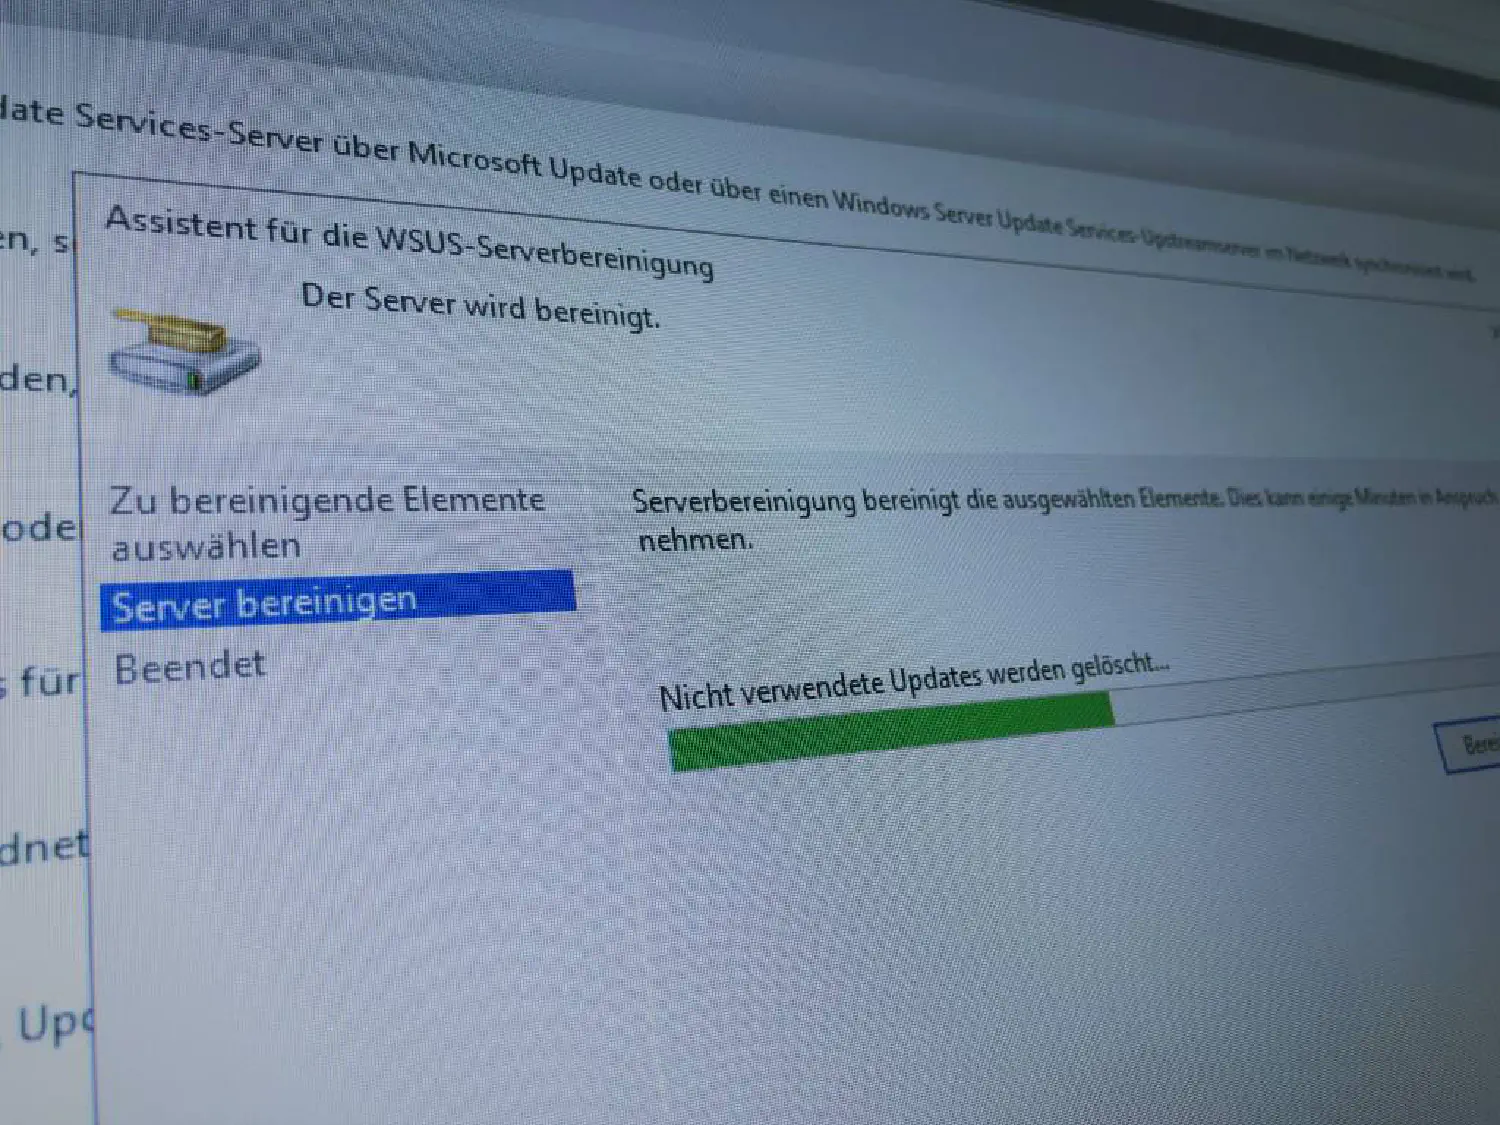 date Services-Server über Microsoft Update oder über einen Windows Server Update Services-Upstreamserver im Netzwerk synchronisiert wird.
en, s
den,
ode
s für
dnet
Upd
Assistent für die WSUS-Serverbereinigung
Der Server wird bereinigt.
Zu bereinigende Elemente
auswählen
Server bereinigen
Beendet
Serverbereinigung bereinigt die ausgewählten Elemente. Dies kann einige Minuten in Anspruch
nehmen.
Nicht verwendete Updates werden gelöscht...
Berei